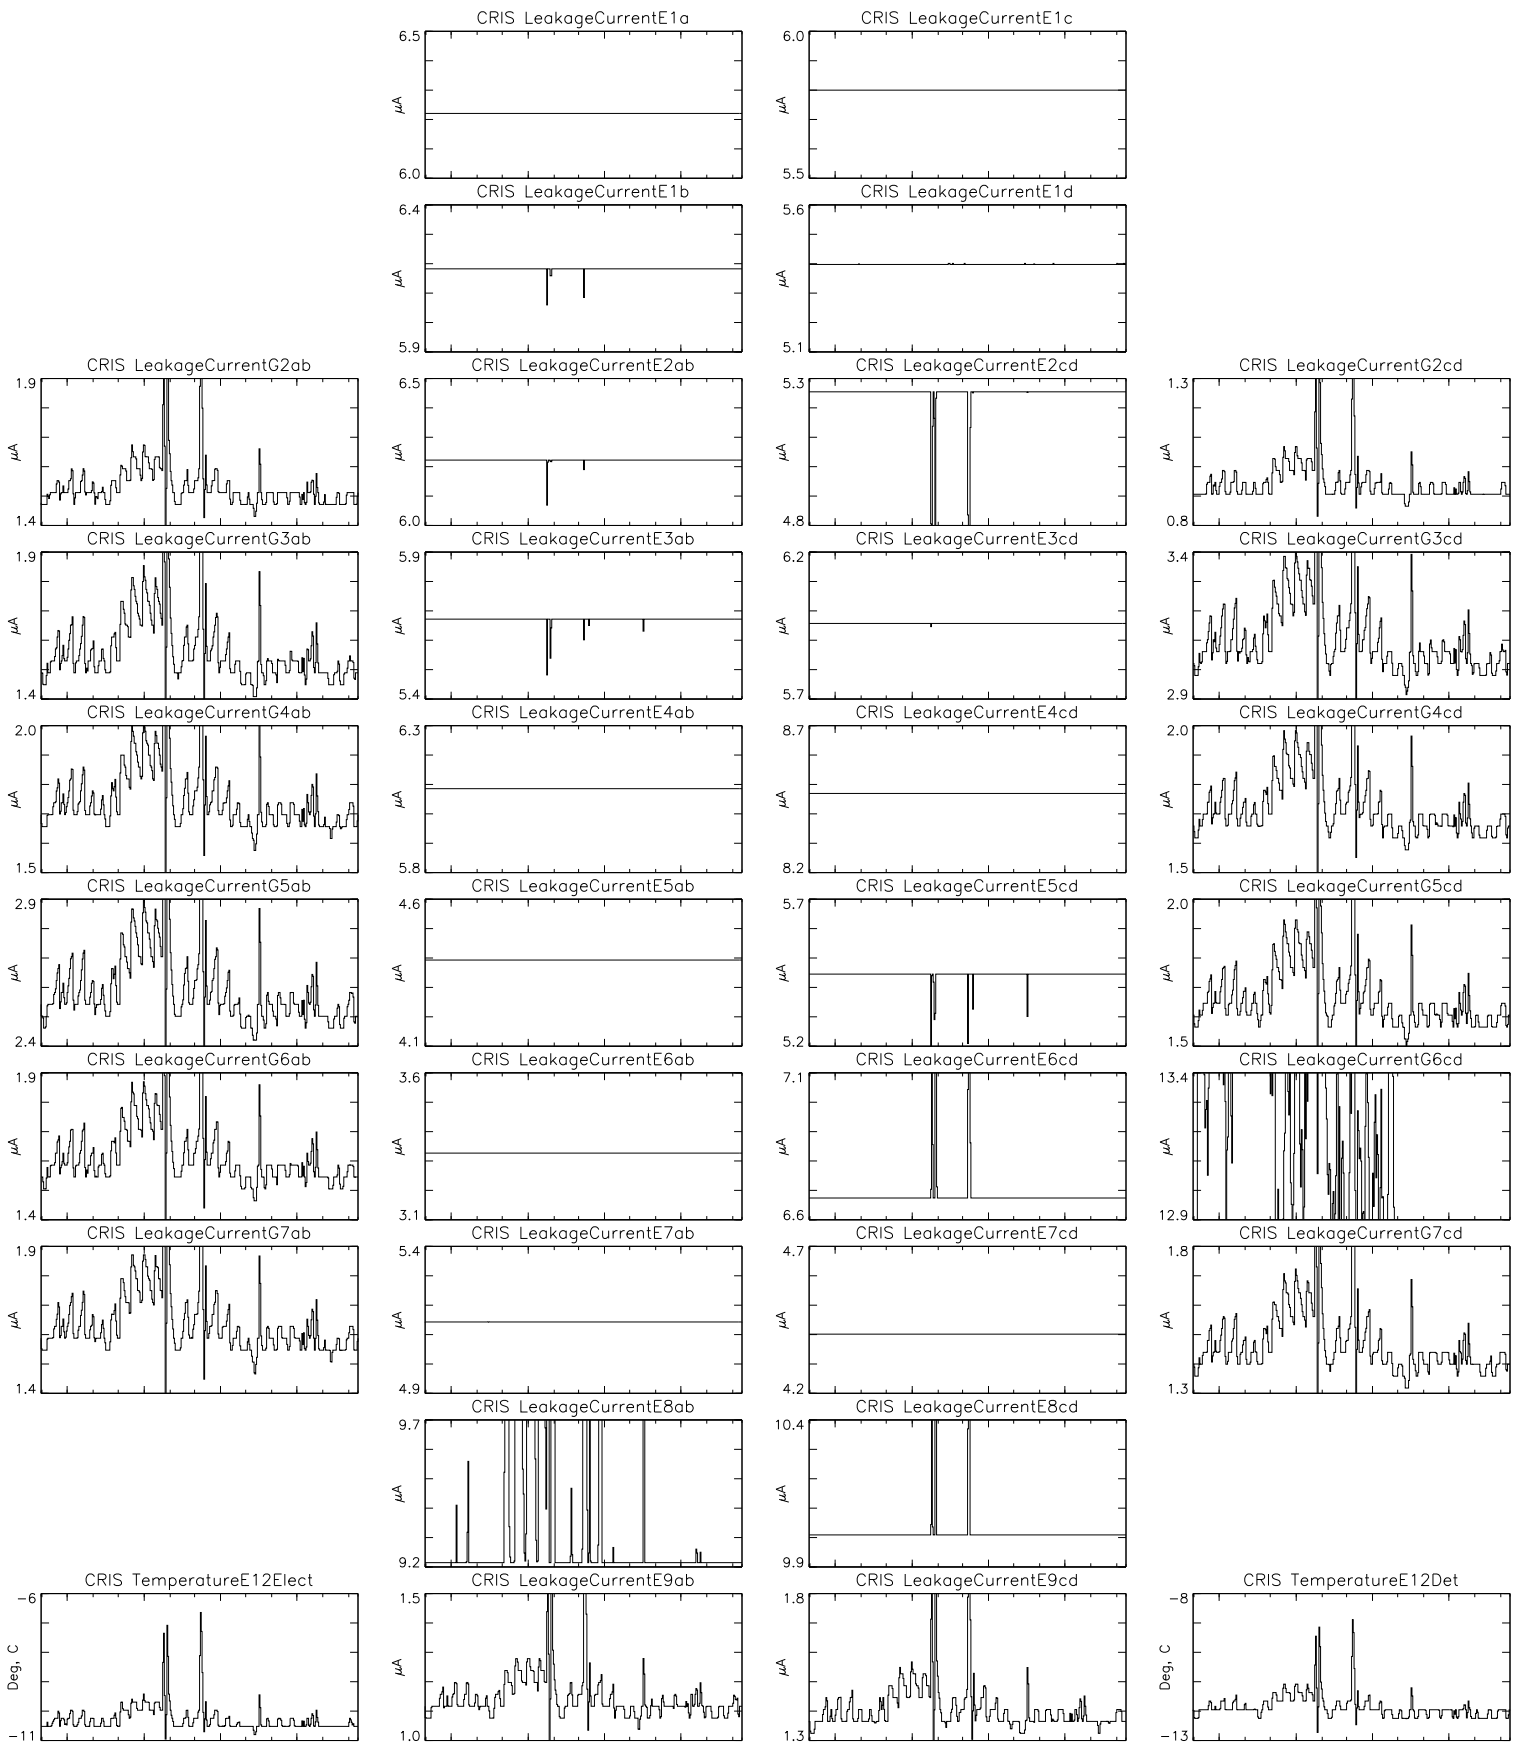 CRIS LeakageCurrentE1a
6.5
μA
6.0
CRIS LeakageCurrentE1c
6.0
μA
5.5
CRIS LeakageCurrentE1b
6.4
μA
5.9
CRIS LeakageCurrentE1d
5.6
μA
5.1
CRIS LeakageCurrentG2ab
1.9
μA
1.4
CRIS LeakageCurrentE2ab
6.5
μA
6.0
CRIS LeakageCurrentE2cd
5.3
μA
4.8
CRIS LeakageCurrentG2cd
1.3
μA
0.8
CRIS LeakageCurrentG3ab
1.9
μA
1.4
CRIS LeakageCurrentE3ab
5.9
μA
5.4
CRIS LeakageCurrentE3cd
6.2
μA
5.7
CRIS LeakageCurrentG3cd
3.4
μA
2.9
CRIS LeakageCurrentG4ab
2.0
μA
1.5
CRIS LeakageCurrentE4ab
6.3
μA
5.8
CRIS LeakageCurrentE4cd
8.7
μA
8.2
CRIS LeakageCurrentG4cd
2.0
μA
1.5
CRIS LeakageCurrentG5ab
2.9
μA
2.4
CRIS LeakageCurrentE5ab
4.6
μA
4.1
CRIS LeakageCurrentE5cd
5.7
μA
5.2
CRIS LeakageCurrentG5cd
2.0
μA
1.5
CRIS LeakageCurrentG6ab
1.9
μA
1.4
CRIS LeakageCurrentE6ab
3.6
μA
3.1
CRIS LeakageCurrentE6cd
7.1
μA
6.6
CRIS LeakageCurrentG6cd
13.4
μA
12.9
CRIS LeakageCurrentG7ab
1.9
μA
1.4
CRIS LeakageCurrentE7ab
5.4
μA
4.9
CRIS LeakageCurrentE7cd
4.7
μA
4.2
CRIS LeakageCurrentG7cd
1.8
μA
1.3
CRIS LeakageCurrentE8ab
9.7
μA
9.2
CRIS LeakageCurrentE8cd
10.4
μA
9.9
CRIS TemperatureE12Elect
-6
Deg, C
-11
CRIS LeakageCurrentE9ab
1.5
μA
1.0
CRIS LeakageCurrentE9cd
1.8
μA
1.3
CRIS TemperatureE12Det
-8
Deg, C
-13